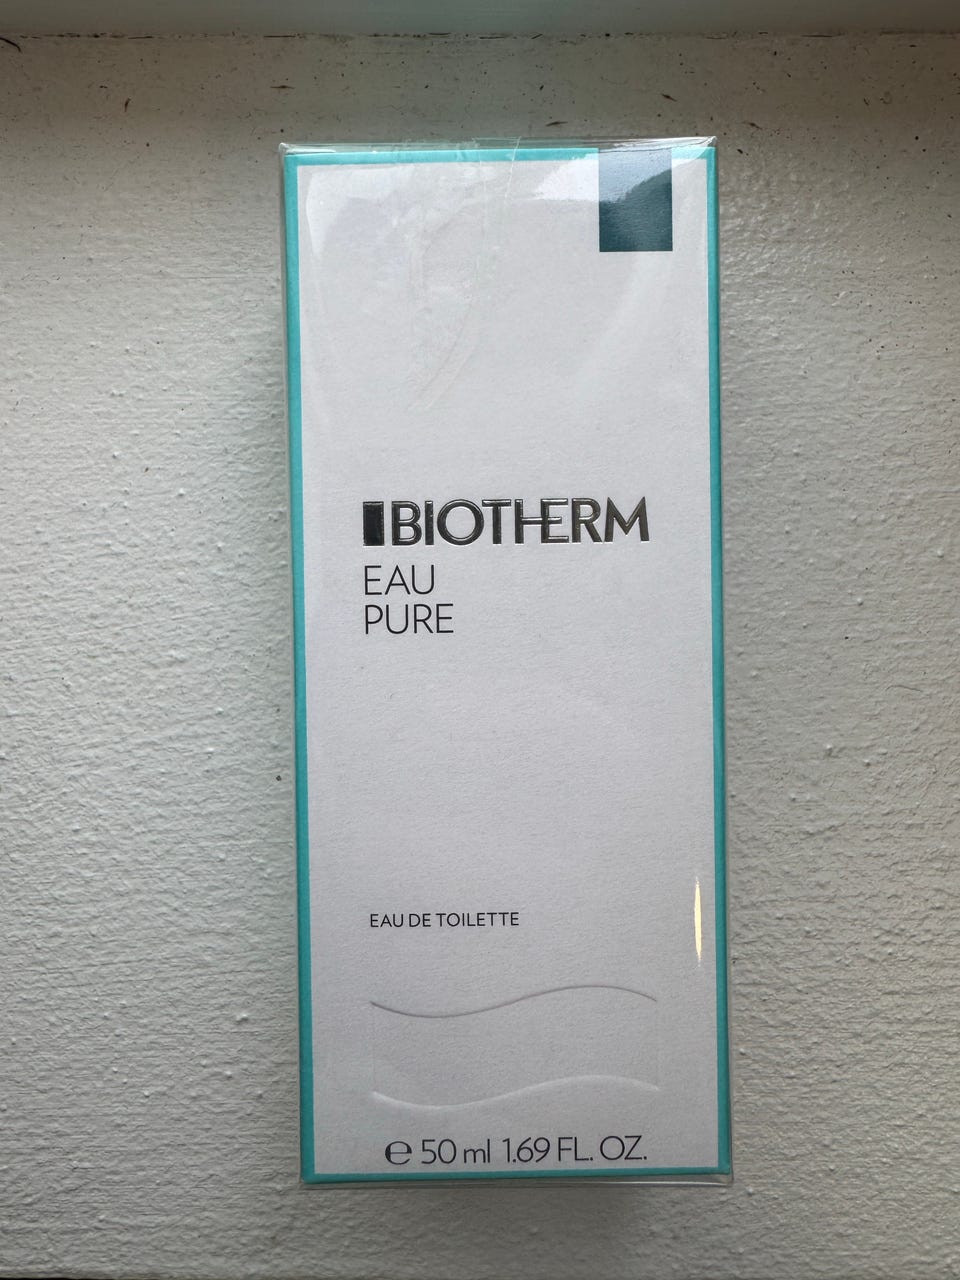 BIOTHERM
EAU
PURE
EAU DE TOILETTE
℮ 50 ml 1.69 FL. OZ.